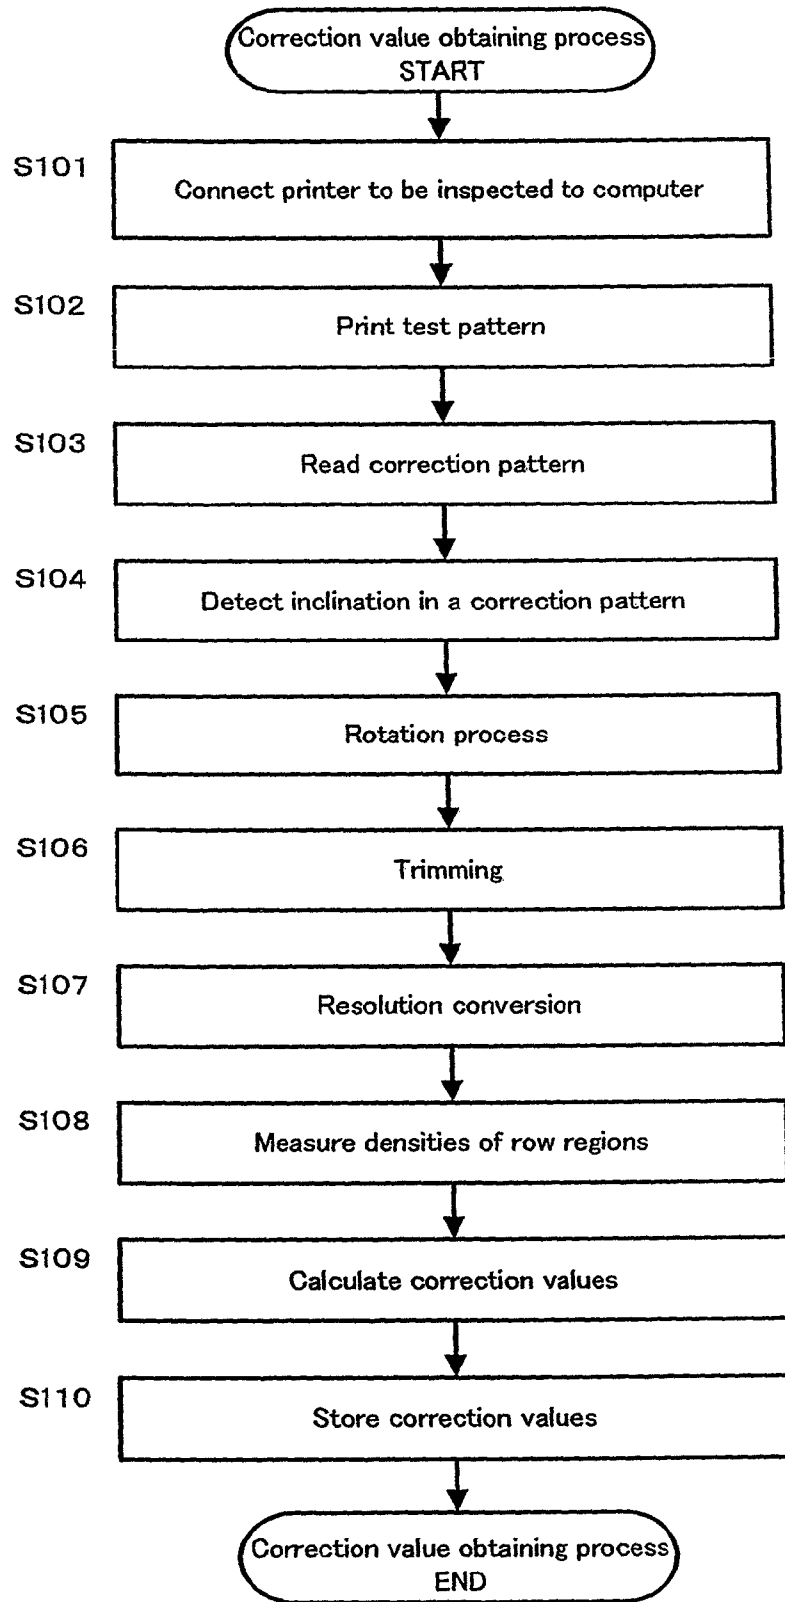 Correction value obtaining process
START
S101
Connect printer to be inspected to computer
S102
Print test pattern
S103
Read correction pattern
S104
Detect inclination in a correction pattern
S105
Rotation process
S106
Trimming
S107
Resolution conversion
S108
Measure densities of row regions
S109
Calculate correction values
S110
Store correction values
Correction value obtaining process
END